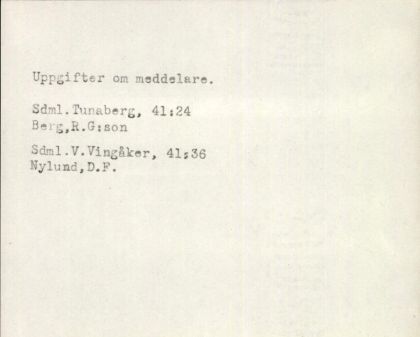 Uppgifter om meddelare.
Sdml.Tunaberg, 41:24
Berg,R.G:son
Sdml.V.Vingåker, 41:36
Nylund,D.F.